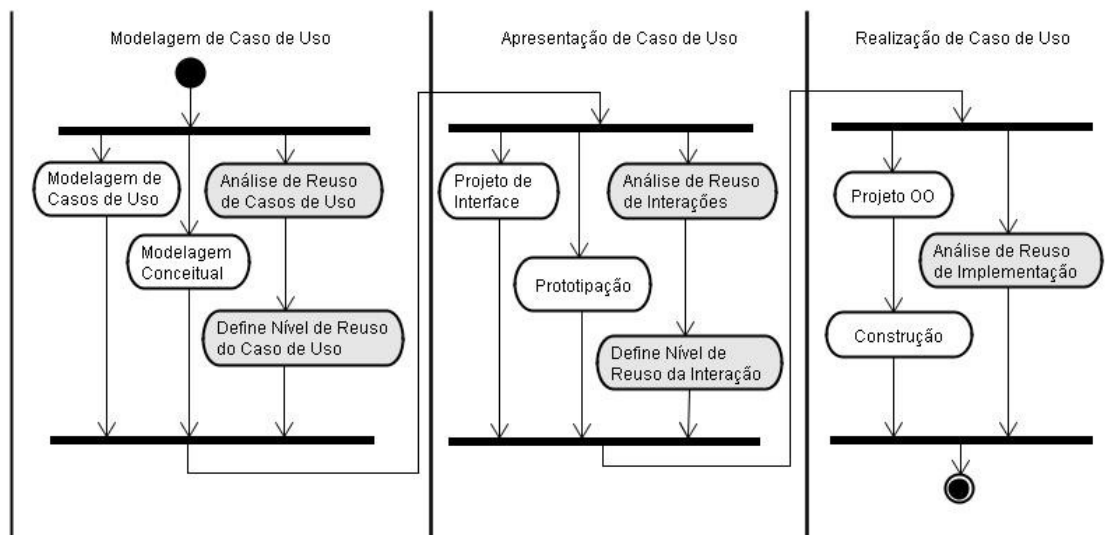 Modelagem de Caso de Uso
Modelagem de
Casos de Uso
Análise de Reuso
de Casos de Uso
Modelagem
Conceitual
Define Nível de Reuso
do Caso de Uso
Apresentação de Caso de Uso
Projeto de
Interface
Análise de Reuso
de Interações
Prototipação
Define Nível de
Reuso da Interação
Realização de Caso de Uso
Projeto OO
Análise de Reuso
de Implementação
Construção